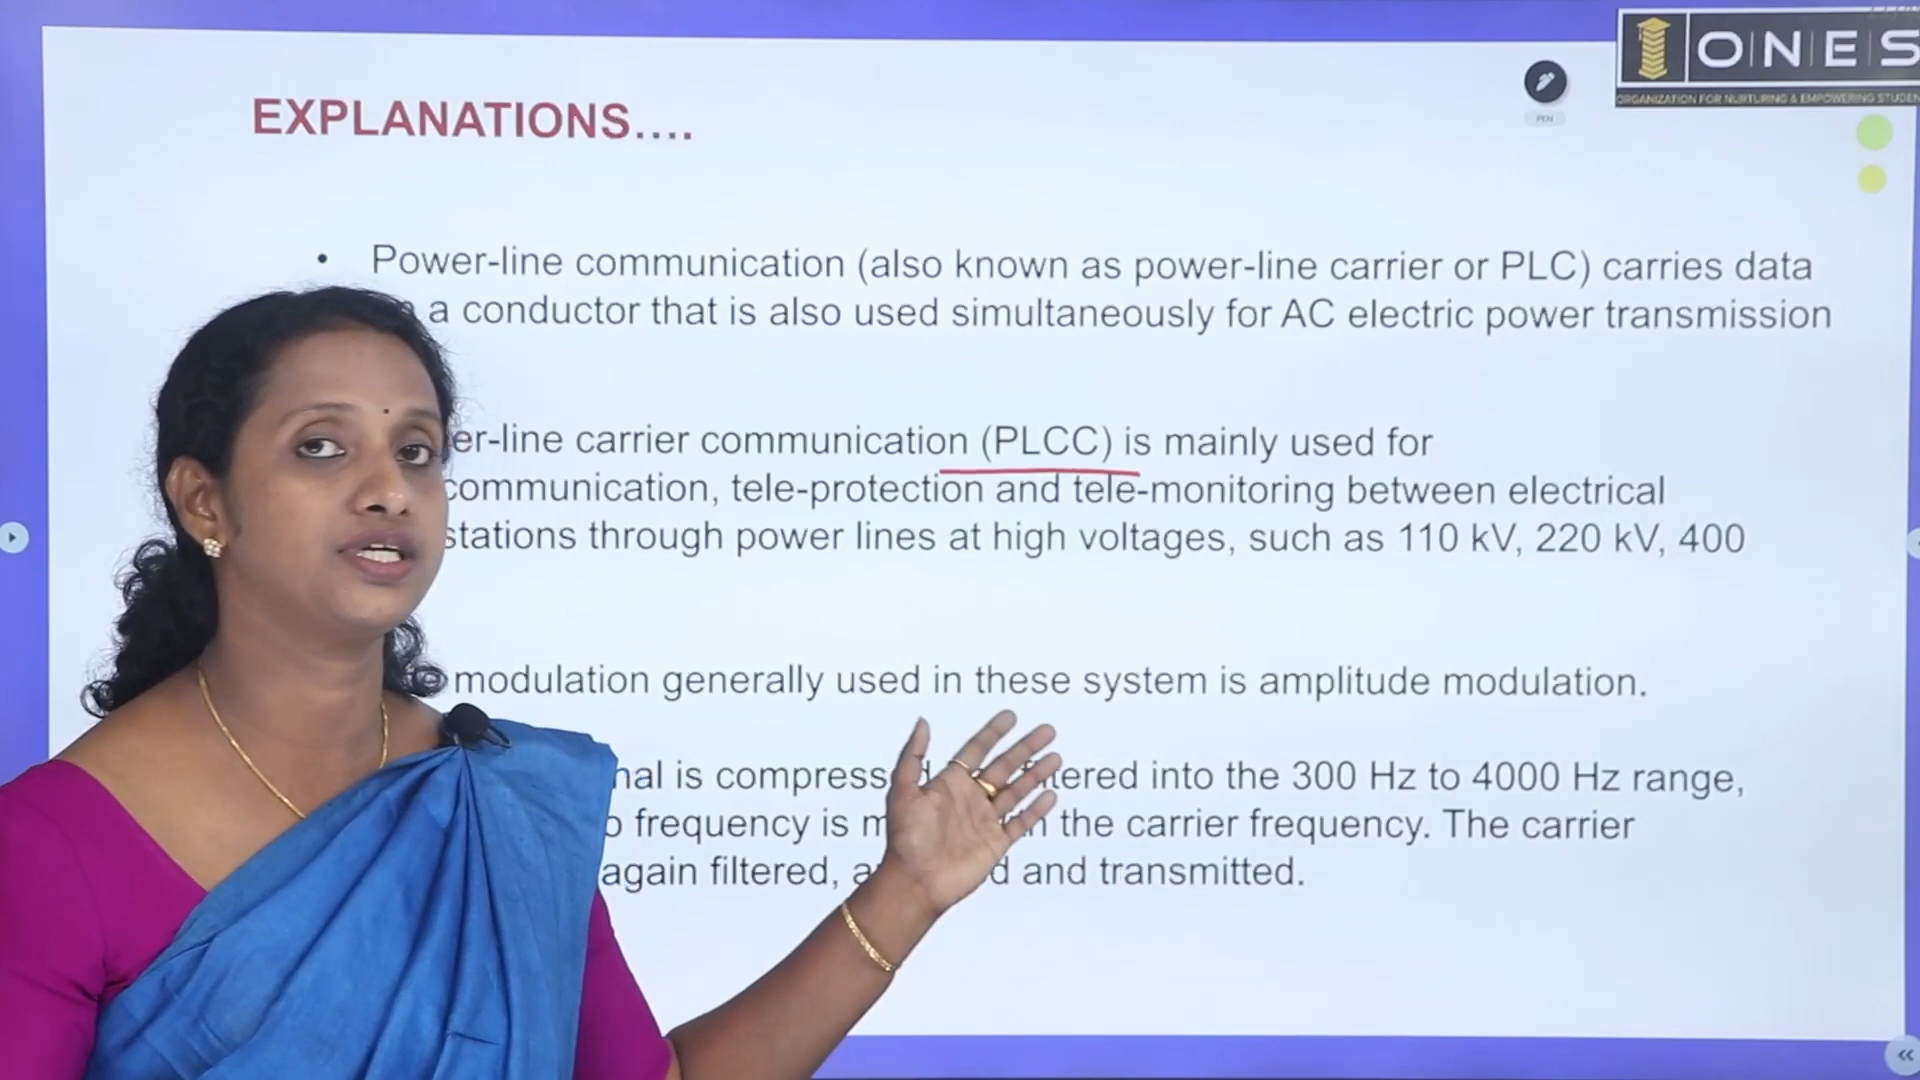 ONES
ORGANIZATION FOR NURTURING & EMPOWERING STUDEN
PEN
EXPLANATIONS....
• Power-line communication (also known as power-line carrier or PLC) carries data
a conductor that is also used simultaneously for AC electric power transmission
er-line carrier communication (PLCC) is mainly used for
communication, tele-protection and tele-monitoring between electrical
stations through power lines at high voltages, such as 110 kV, 220 kV, 400
modulation generally used in these system is amplitude modulation.
nal is compressed filtered into the 300 Hz to 4000 Hz range,
frequency is the carrier frequency. The carrier
again filtered, and transmitted.